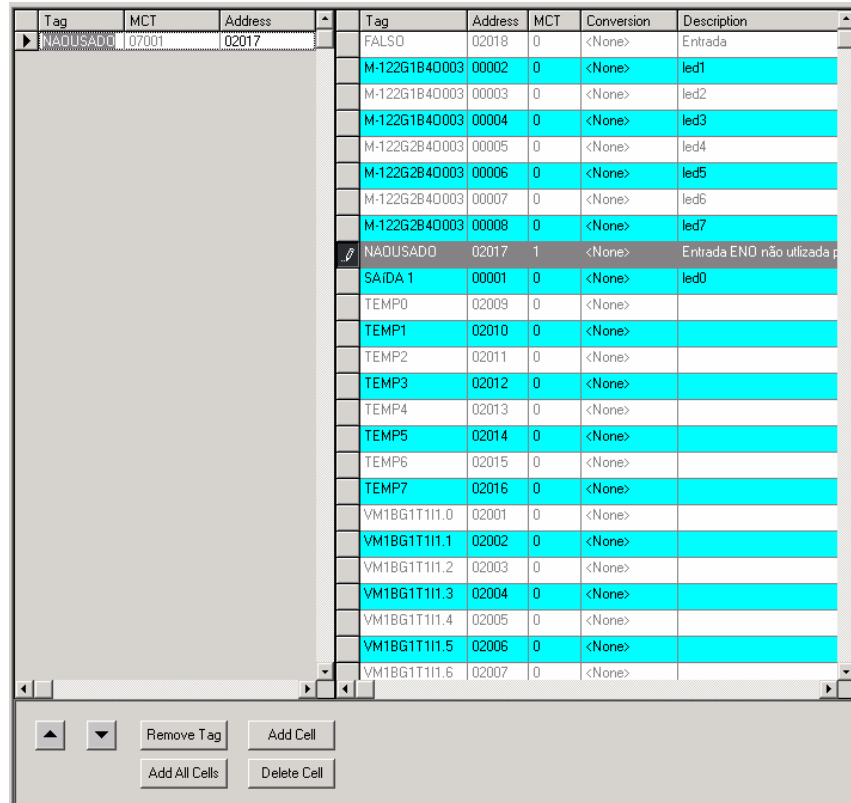 Tag MCT Address
NAOUSADO 07001 02017
Tag Address MCT Conversion Description
FALSO 02018 0 <None> Entrada
M-122G1B4O003 00002 0 <None> led1
M-122G1B4O003 00003 0 <None> led2
M-122G1B4O003 00004 0 <None> led3
M-122G2B4O003 00005 0 <None> led4
M-122G2B4O003 00006 0 <None> led5
M-122G2B4O003 00007 0 <None> led6
M-122G2B4O003 00008 0 <None> led7
NAOUSADO 02017 1 <None> Entrada ENO não utlizada p
SAíDA 1 00001 0 <None> led0
TEMP0 02009 0 <None>
TEMP1 02010 0 <None>
TEMP2 02011 0 <None>
TEMP3 02012 0 <None>
TEMP4 02013 0 <None>
TEMP5 02014 0 <None>
TEMP6 02015 0 <None>
TEMP7 02016 0 <None>
VM1BG1T1I1.0 02001 0 <None>
VM1BG1T1I1.1 02002 0 <None>
VM1BG1T1I1.2 02003 0 <None>
VM1BG1T1I1.3 02004 0 <None>
VM1BG1T1I1.4 02005 0 <None>
VM1BG1T1I1.5 02006 0 <None>
VM1BG1T1I1.6 02007 0 <None>
Remove Tag Add Cell
Add All Cells Delete Cell